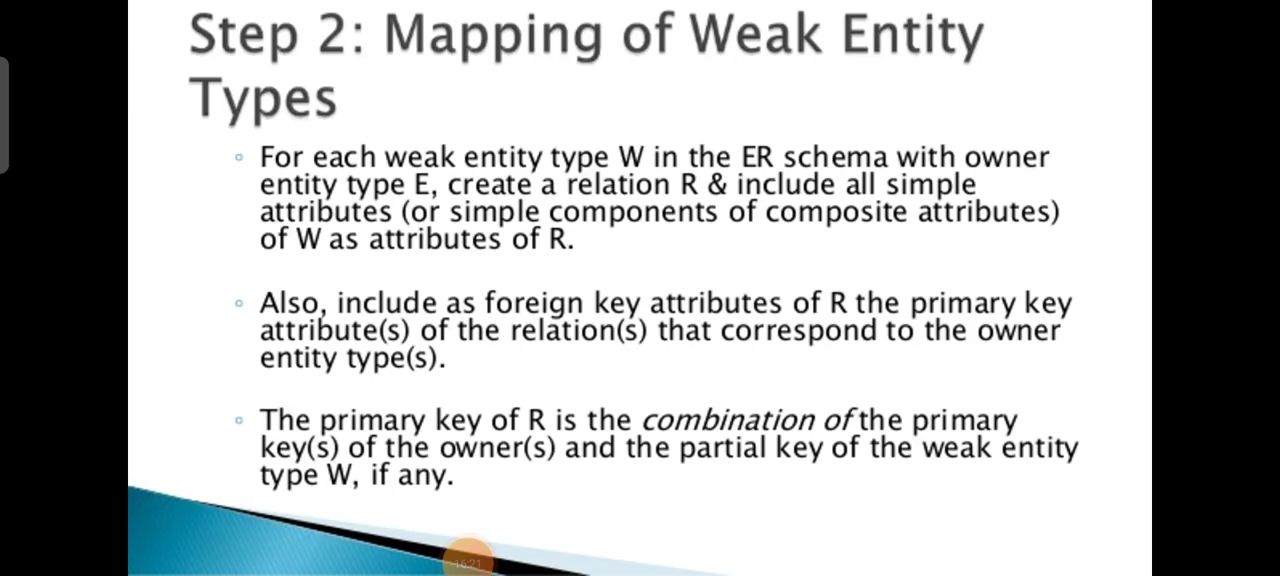 Step 2: Mapping of Weak Entity
Types
◦ For each weak entity type W in the ER schema with owner
entity type E, create a relation R & include all simple
attributes (or simple components of composite attributes)
of W as attributes of R.
◦ Also, include as foreign key attributes of R the primary key
attribute(s) of the relation(s) that correspond to the owner
entity type(s).
◦ The primary key of R is the combination of the primary
key(s) of the owner(s) and the partial key of the weak entity
type W, if any.
16:21